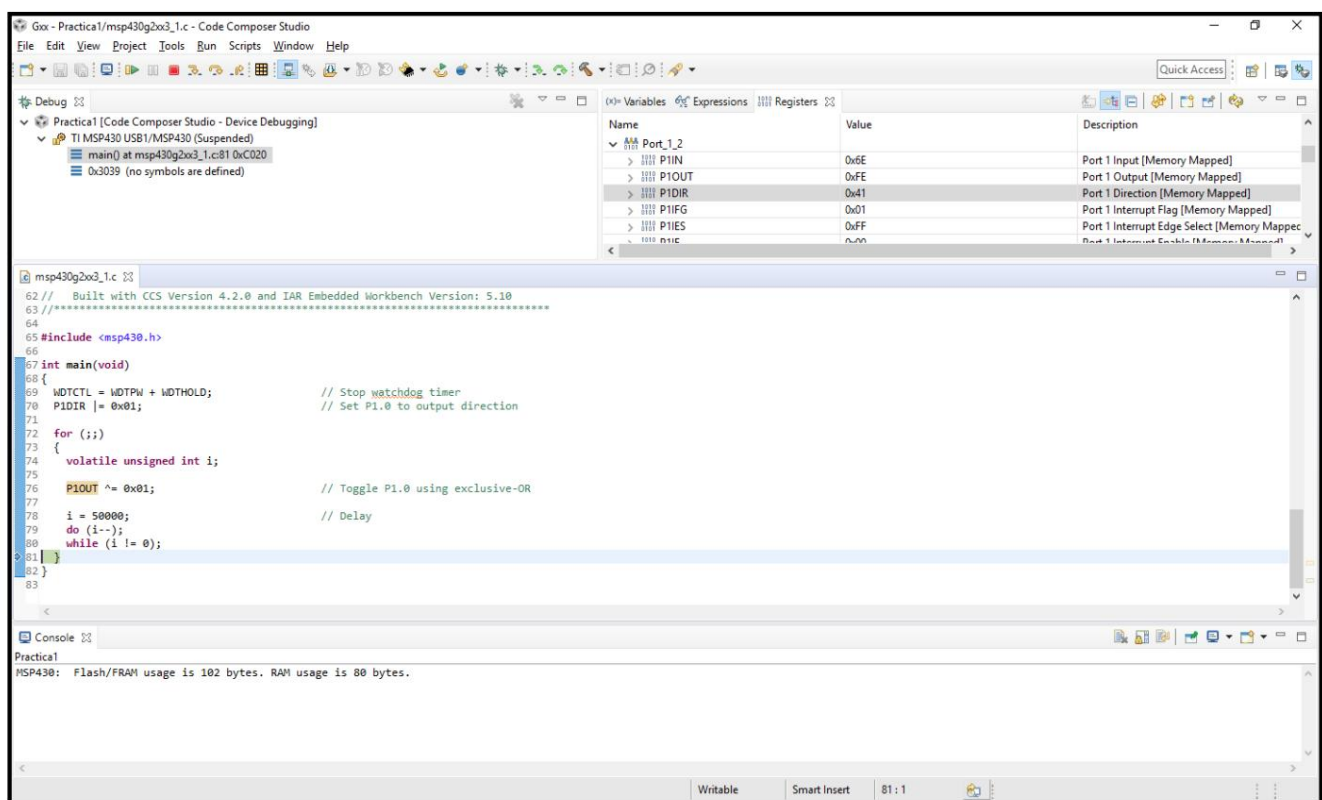 Gxx - Practica1/msp430g2xx3_1.c - Code Composer Studio
File Edit View Project Tools Run Scripts Window Help
Quick Access
Debug
Practica1 [Code Composer Studio - Device Debugging]
TI MSP430 USB1/MSP430 (Suspended)
main() at msp430g2xx3_1.c:81 0xC020
0x3039 (no symbols are defined)
(x)= Variables Expressions Registers
Name Value Description
Port_1_2
P1IN 0x6E Port 1 Input [Memory Mapped]
P1OUT 0xFE Port 1 Output [Memory Mapped]
P1DIR 0x41 Port 1 Direction [Memory Mapped]
P1IFG 0x01 Port 1 Interrupt Flag [Memory Mapped]
P1IES 0xFF Port 1 Interrupt Edge Select [Memory Mapped
P1IE 0x00 Port 1 Interrupt Enable [Memory Mapped]
msp430g2xx3_1.c
62 //   Built with CCS Version 4.2.0 and IAR Embedded Workbench Version: 5.10
63 //******************************************************************************
64
65 #include <msp430.h>
66
67 int main(void)
68 {
69   WDTCTL = WDTPW + WDTHOLD;                 // Stop watchdog timer
70   P1DIR |= 0x01;                            // Set P1.0 to output direction
71
72   for (;;)
73   {
74     volatile unsigned int i;
75
76     P1OUT ^= 0x01;                          // Toggle P1.0 using exclusive-OR
77
78     i = 50000;                              // Delay
79     do (i--);
80     while (i != 0);
81   }
82 }
83
Console
Practica1
MSP430:  Flash/FRAM usage is 102 bytes. RAM usage is 80 bytes.
Writable Smart Insert 81 : 1